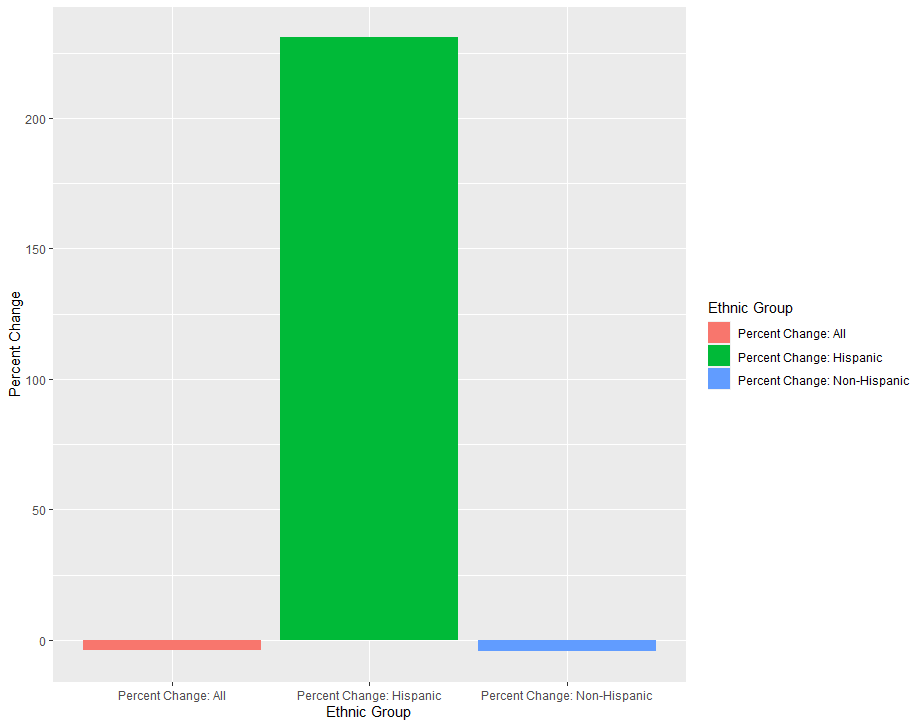 Percent Change
200
150
100
50
0
Percent Change: All
Percent Change: Hispanic
Percent Change: Non-Hispanic
Ethnic Group
Ethnic Group
Percent Change: All
Percent Change: Hispanic
Percent Change: Non-Hispanic